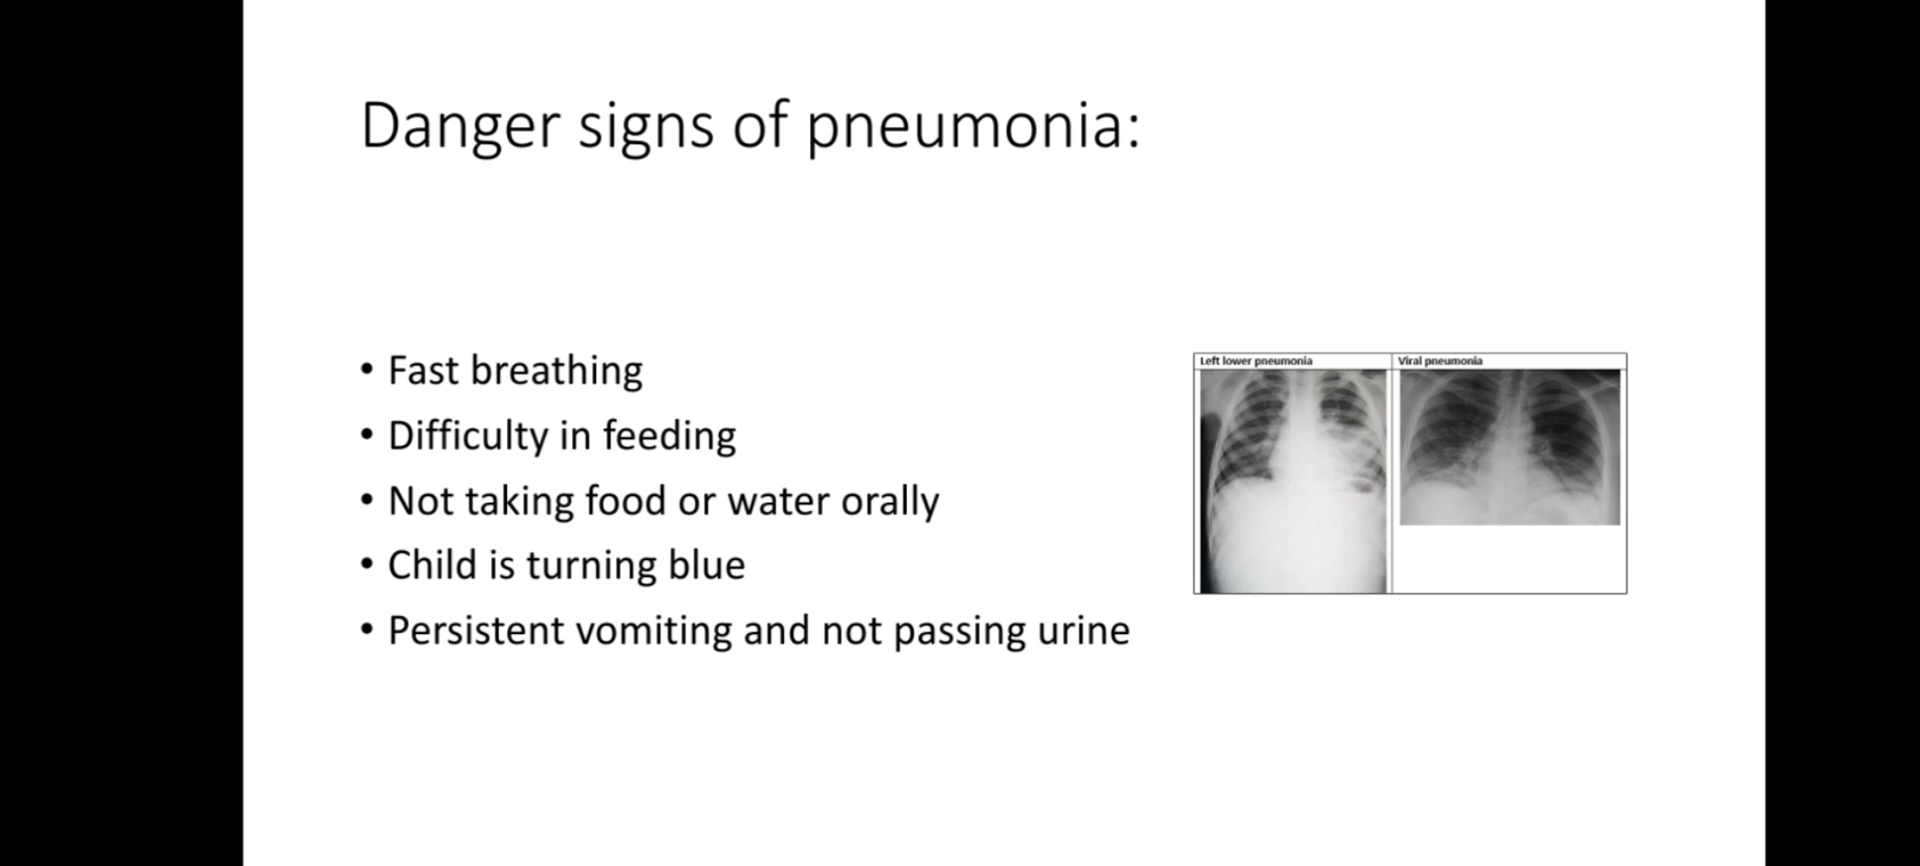 Danger signs of pneumonia:
• Fast breathing
• Difficulty in feeding
• Not taking food or water orally
• Child is turning blue
• Persistent vomiting and not passing urine
Left lower pneumonia
Viral pneumonia